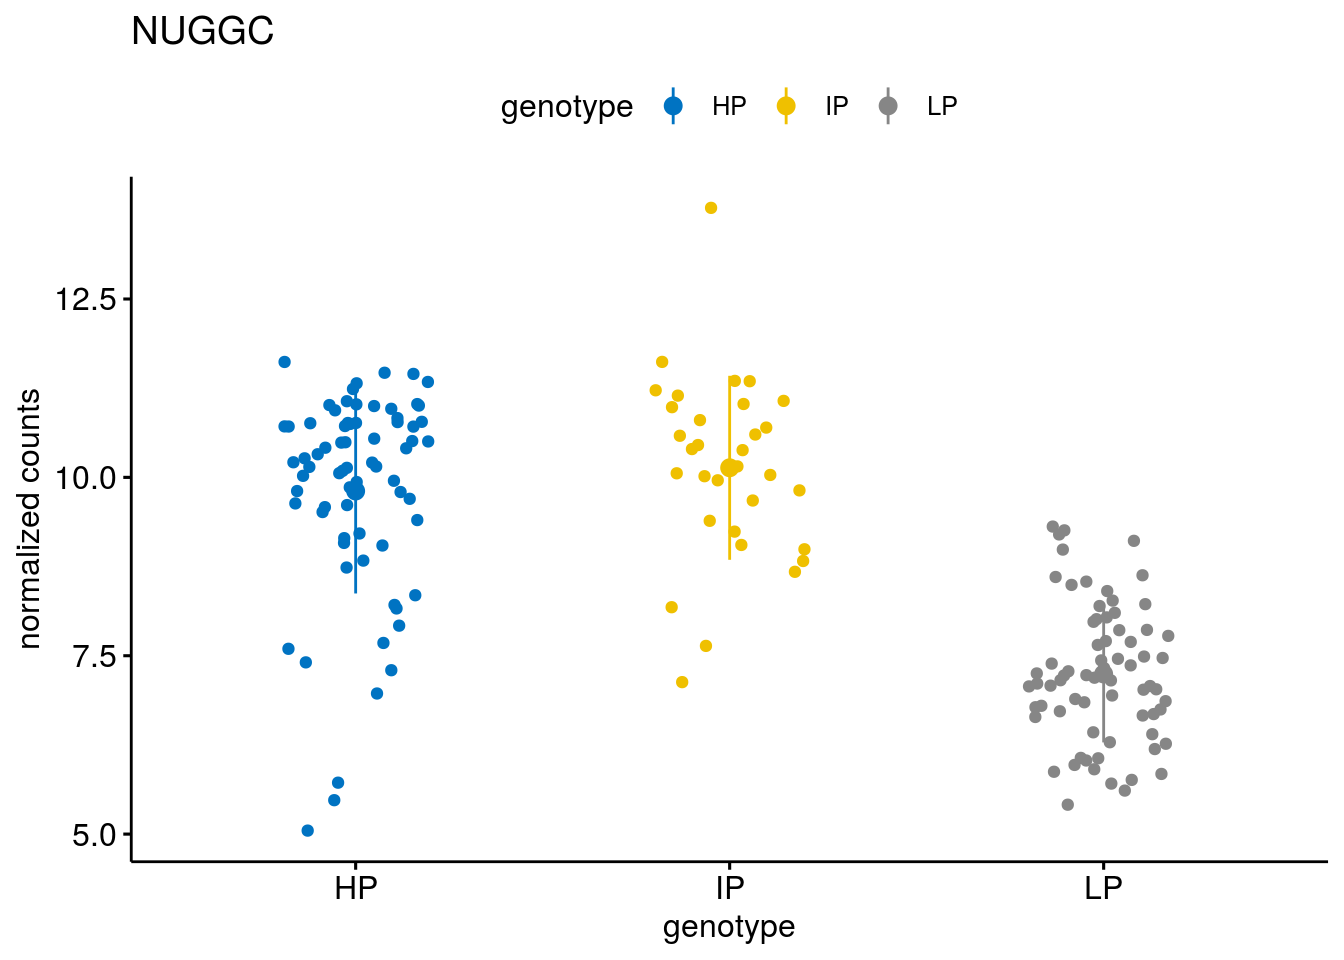 NUGGC
genotype HP IP LP
normalized counts
12.5
10.0
7.5
5.0
HP IP LP
genotype